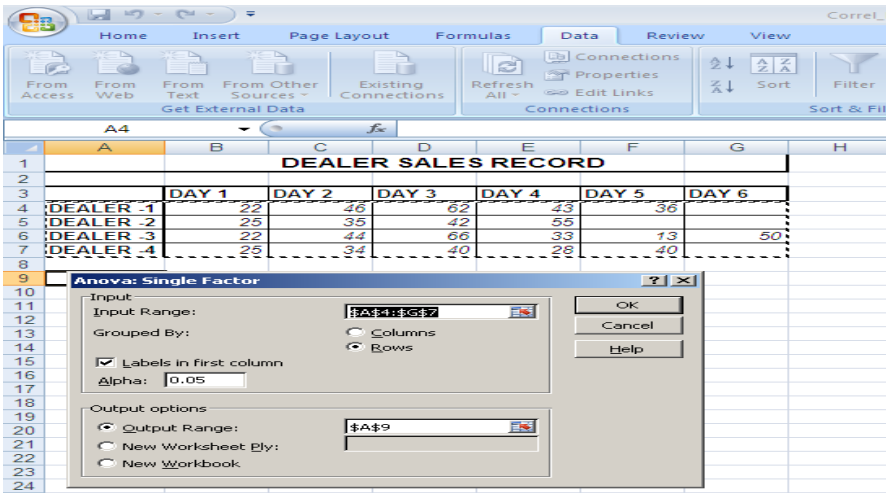 Correl_
Home Insert Page Layout Formulas Data Review View
From Access From Web From Text From Other Sources Existing Connections Refresh All Connections Properties Edit Links Sort Filter
Get External Data Connections Sort & Fil
A4 fx
A B C D E F G H
1 DEALER SALES RECORD
2
3 DAY 1 DAY 2 DAY 3 DAY 4 DAY 5 DAY 6
4 DEALER -1 22 46 62 43 36
5 DEALER -2 25 35 42 55
6 DEALER -3 22 44 66 33 13 50
7 DEALER -4 25 34 40 28 40
8
9 Anova: Single Factor ? X
10 Input
11 Input Range: $A$4:$G$7 OK
12 Cancel
13 Grouped By: Columns
14 Rows Help
15 Labels in first column
16 Alpha: 0.05
17
18 Output options
19
20 Output Range: $A$9
21 New Worksheet Ply:
22 New Workbook
23
24